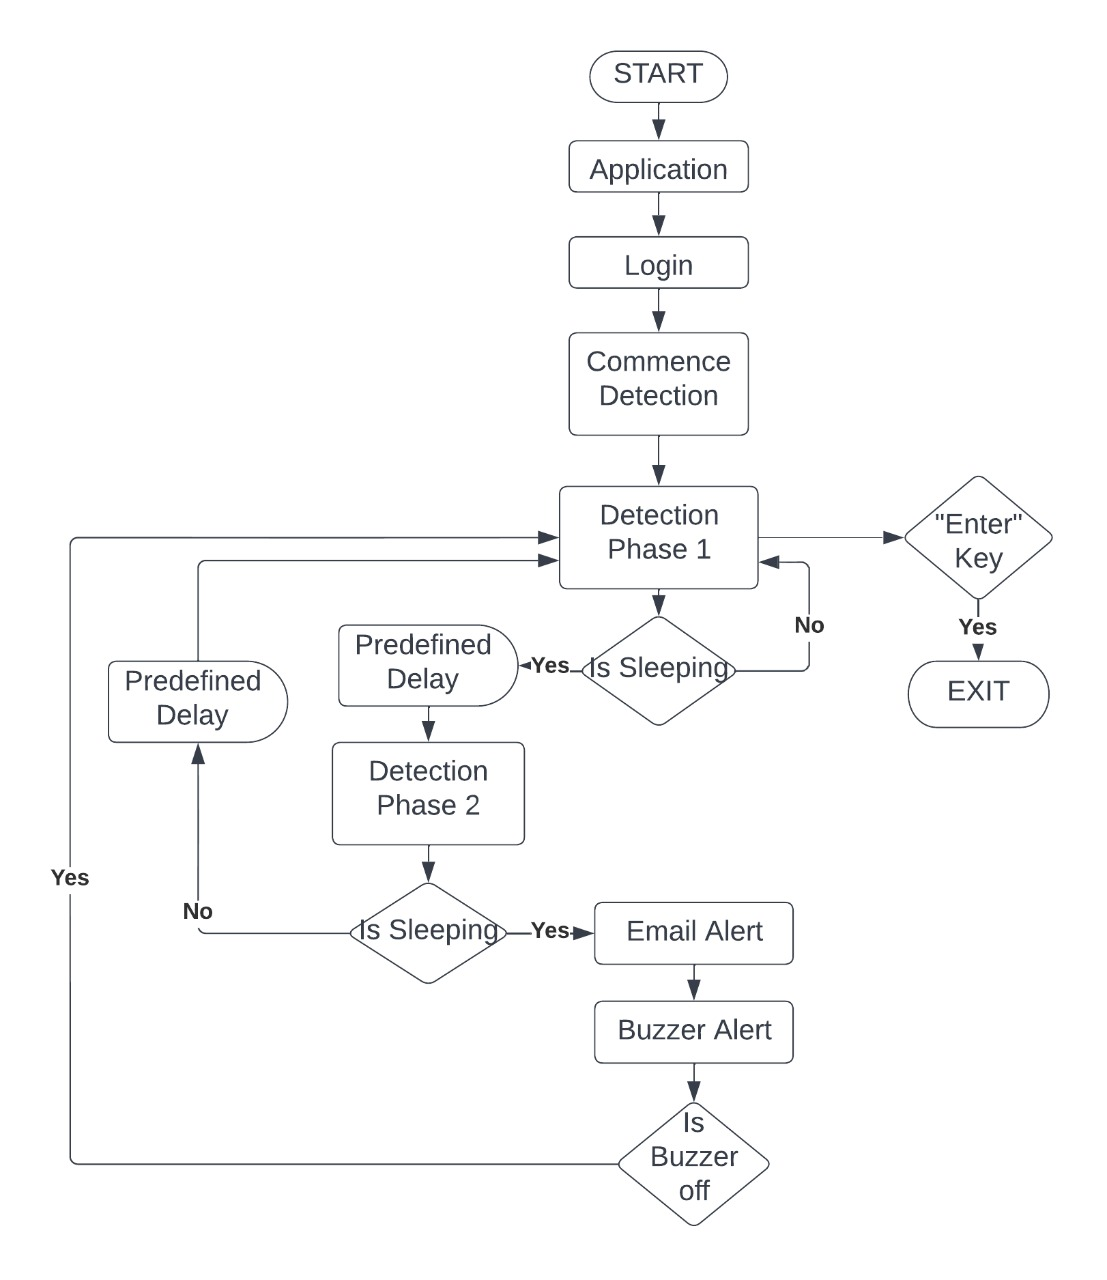 START
Application
Login
Commence
Detection
Detection
Phase 1
"Enter"
Key
No
Yes
Is Sleeping
Yes
Predefined
Delay
Predefined
Delay
EXIT
Detection
Phase 2
Yes
No
Is Sleeping
Yes
Email Alert
Buzzer Alert
Is
Buzzer
off